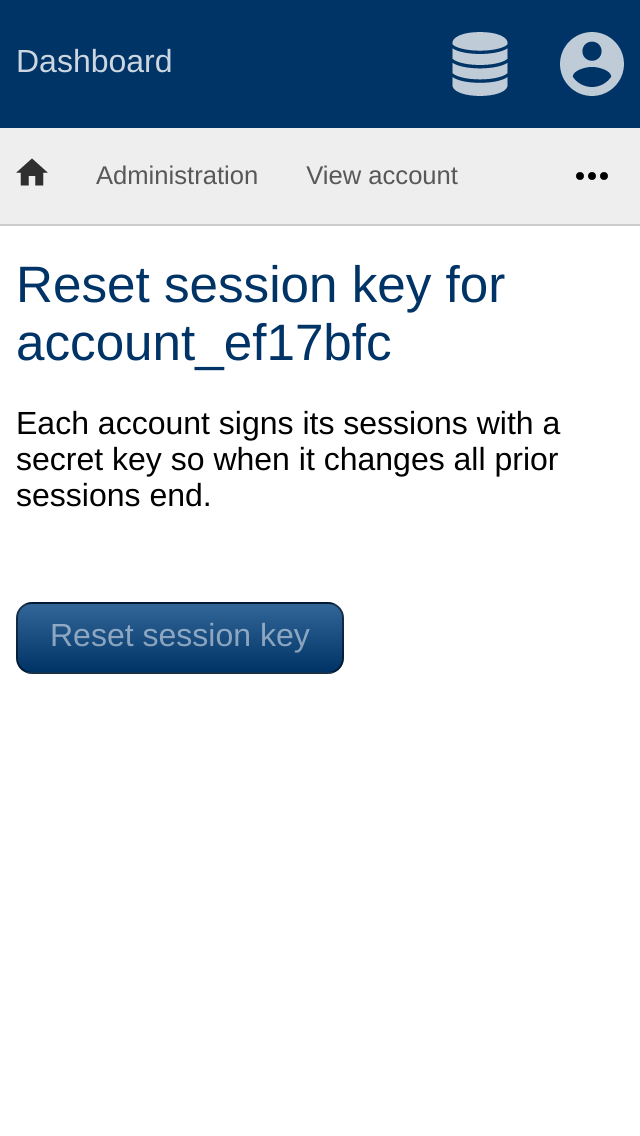 Dashboard
Administration View account
Reset session key for
account_ef17bfc
Each account signs its sessions with a
secret key so when it changes all prior
sessions end.
Reset session key